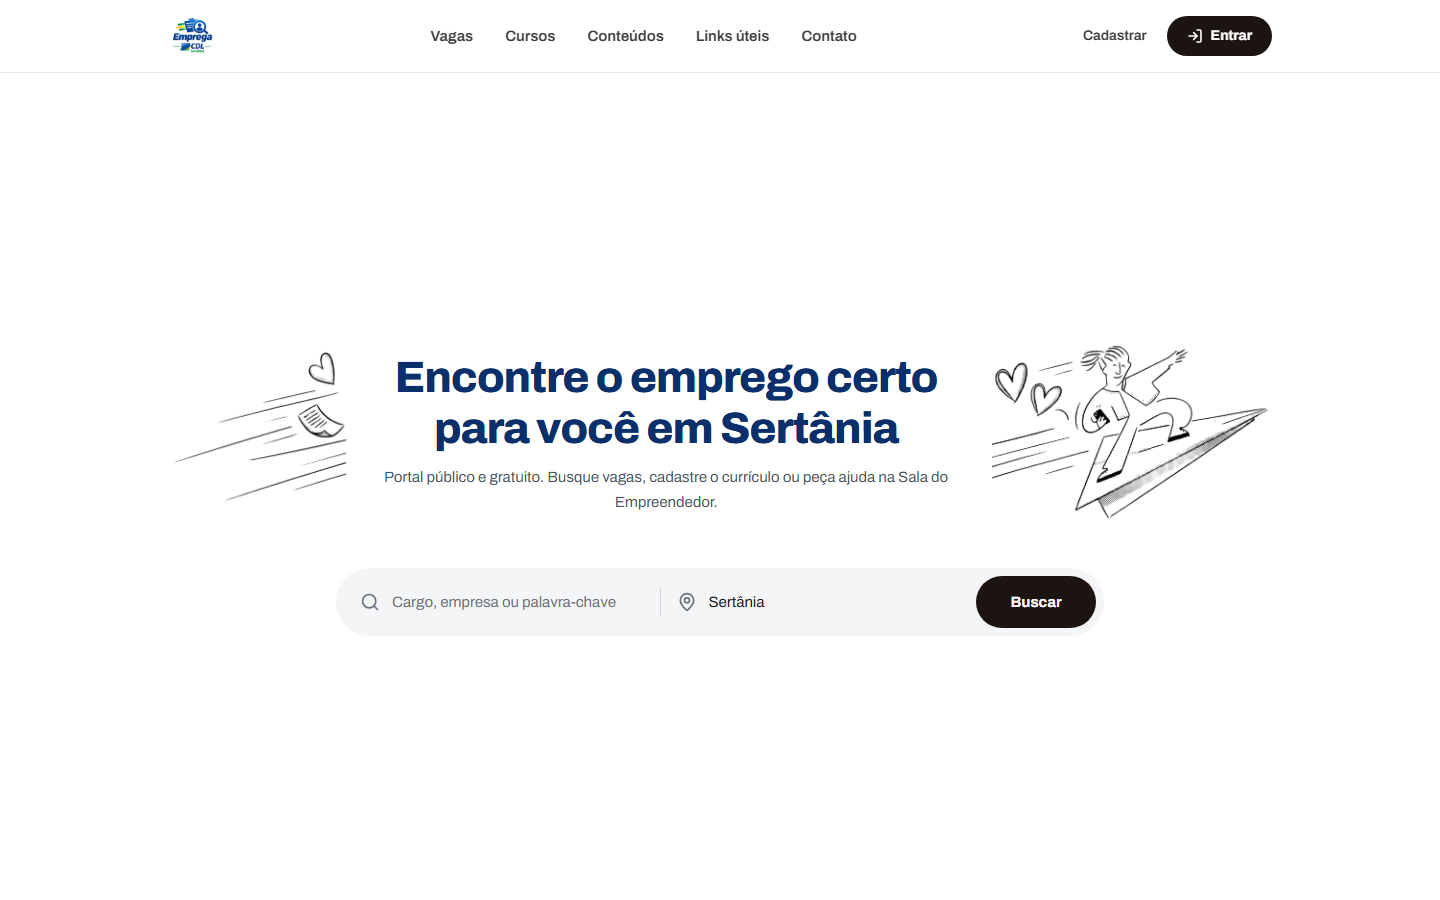 Emprega
CDL
Sertânia
Vagas
Cursos
Conteúdos
Links úteis
Contato
Cadastrar
Entrar
Encontre o emprego certo
para você em Sertânia
Portal público e gratuito. Busque vagas, cadastre o currículo ou peça ajuda na Sala do
Empreendedor.
Cargo, empresa ou palavra-chave
Sertânia
Buscar